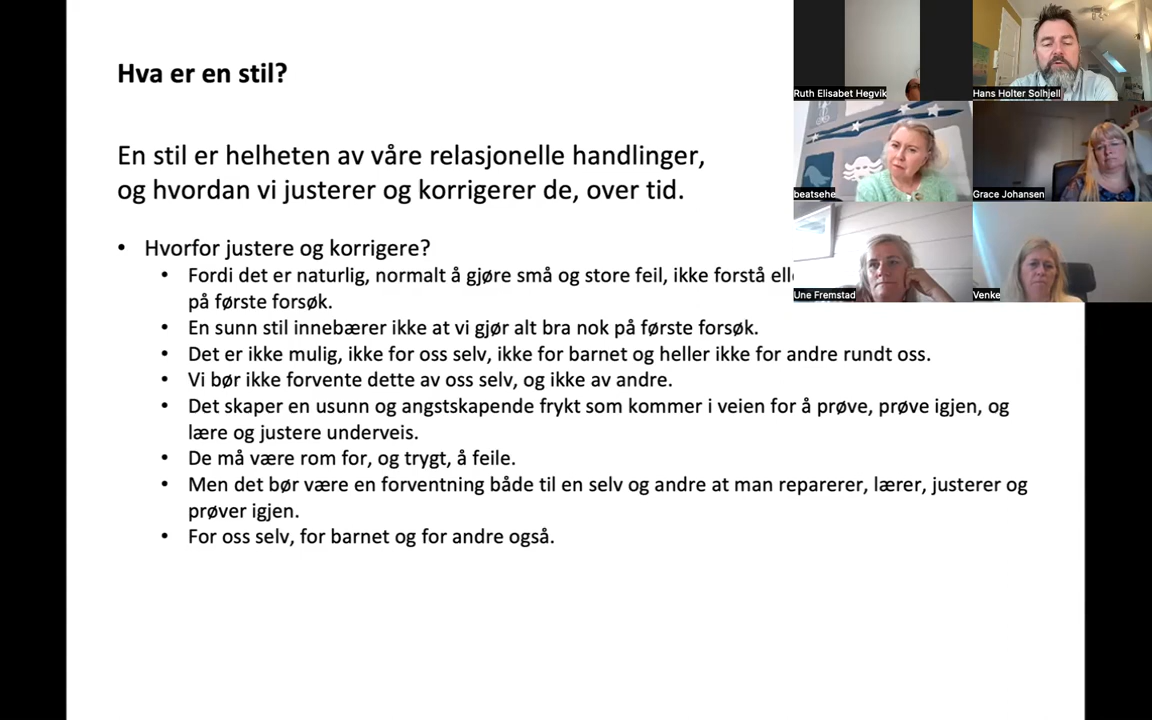 Hva er en stil?
En stil er helheten av våre relasjonelle handlinger,
og hvordan vi justerer og korrigerer de, over tid.
• Hvorfor justere og korrigere?
• Fordi det er naturlig, normalt å gjøre små og store feil, ikke forstå
på første forsøk.
• En sunn stil innebærer ikke at vi gjør alt bra nok på første forsøk.
• Det er ikke mulig, ikke for oss selv, ikke for barnet og heller ikke for andre rundt oss.
• Vi bør ikke forvente dette av oss selv, og ikke av andre.
• Det skaper en usunn og angstskapende frykt som kommer i veien for å prøve, prøve igjen, og
lære og justere underveis.
• De må være rom for, og trygt, å feile.
• Men det bør være en forventning både til en selv og andre at man reparerer, lærer, justerer og
prøver igjen.
• For oss selv, for barnet og for andre også.
Ruth Elisabet Hegvik
Hans Holter Solhjell
beatsehe
Grace Johansen
Une Fremstad
Venke